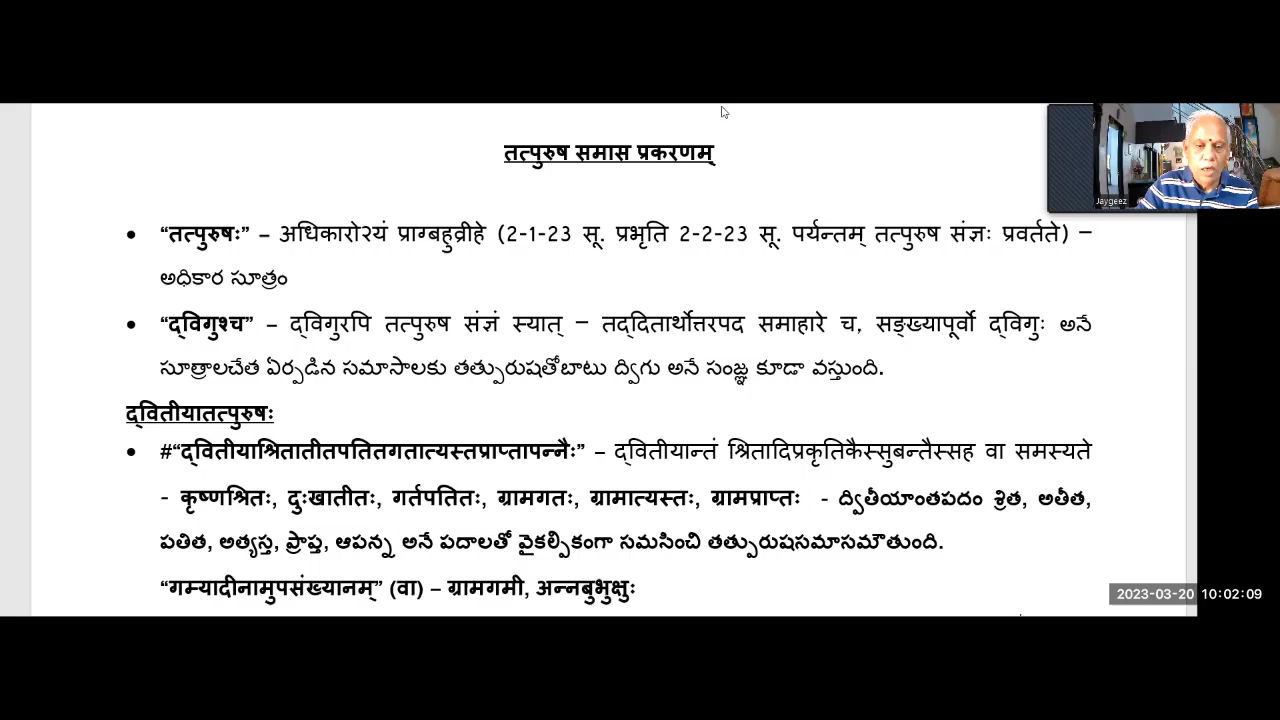 तत्पुरुष समास प्रकरणम्
Jaygeez
• “तत्पुरुषः” – अधिकारोऽयं प्राग्बहुव्रीहे (2-1-23 सू. प्रभृति 2-2-23 सू. पर्यन्तम् तत्पुरुष संज्ञः प्रवर्तते) –
అధికార సూత్రం
• “द्विगुश्च” – द्विगुरपि तत्पुरुष संज्ञं स्यात् – तद्दितार्थोत्तरपद समाहारे च, सङ्ख्यापूर्वो द्विगुः అనే
సూత్రాలచేత ఏర్పడిన సమాసాలకు తత్పురుషతోబాటు ద్విగు అనే సంజ్ఞ కూడా వస్తుంది.
द्वितीयातत्पुरुषः
• #“द्वितीयाश्रितातीतपतितगतात्यस्तप्राप्तापन्नैः” – द्वितीयान्तं श्रितादिप्रकृतिकैस्सुबन्तैस्सह वा समस्यते
- कृष्णश्रितः, दुःखातीतः, गर्तपतितः, ग्रामगतः, ग्रामात्यस्तः, ग्रामप्राप्तः - ద్వితీయాంతపదం శ్రిత, అతీత,
పతిత, అత్యస్త, ప్రాప్త, ఆపన్న అనే పదాలతో వైకల్పికంగా సమసించి తత్పురుషసమాసమౌతుంది.
“गम्यादीनामुपसंख्यानम्” (वा) – ग्रामगमी, अन्नबुभुक्षुः
2023-03-20 10:02:09